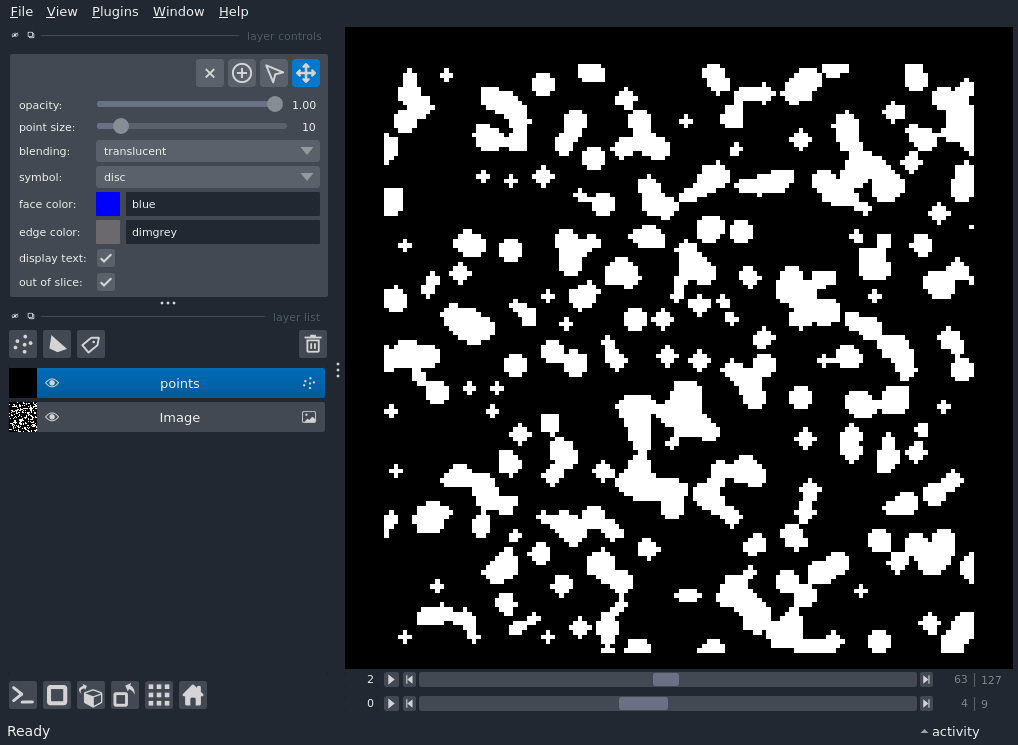 File View Plugins Window Help
layer controls
opacity: 1.00
point size: 10
blending: translucent
symbol: disc
face color: blue
edge color: dimgrey
display text:
out of slice:
layer list
points
Image
2 63 127
0 4 9
Ready activity